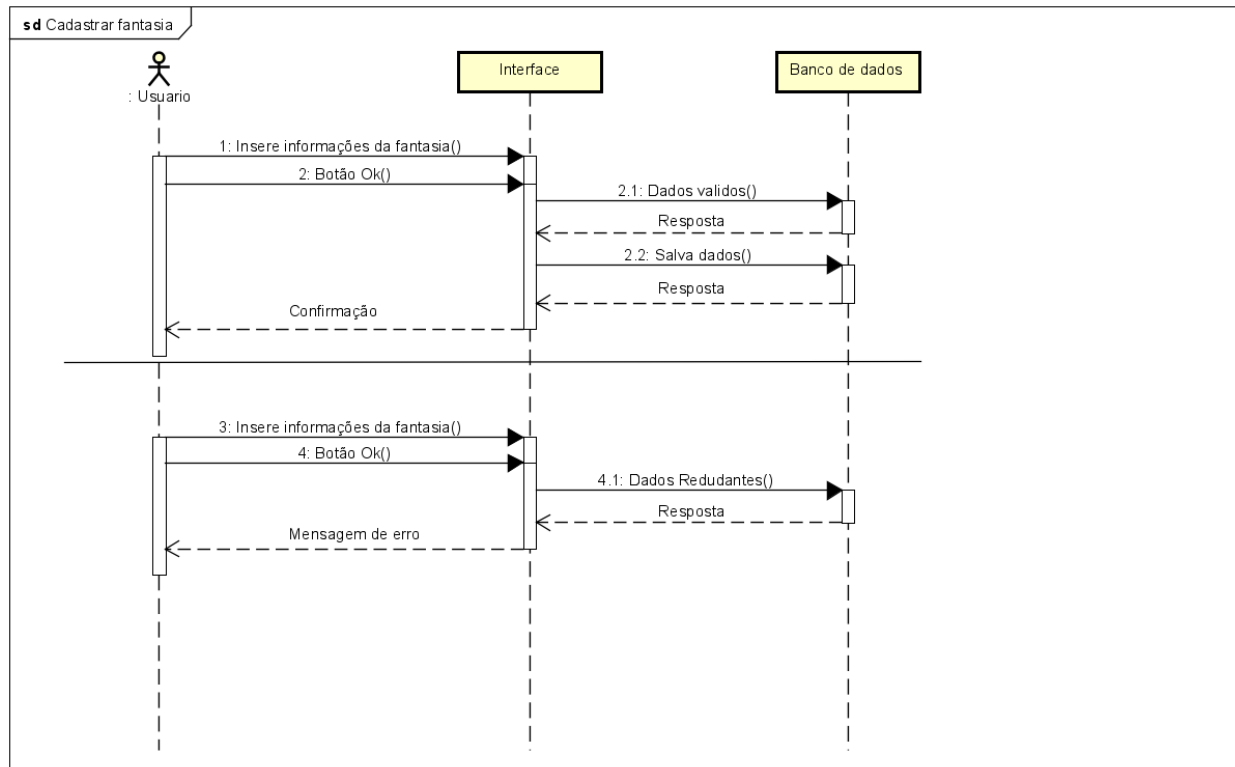 sd Cadastrar fantasia
: Usuario
Interface
Banco de dados
1: Insere informações da fantasia()
2: Botão Ok()
2.1: Dados validos()
Resposta
2.2: Salva dados()
Resposta
Confirmação
3: Insere informações da fantasia()
4: Botão Ok()
4.1: Dados Redudantes()
Resposta
Mensagem de erro